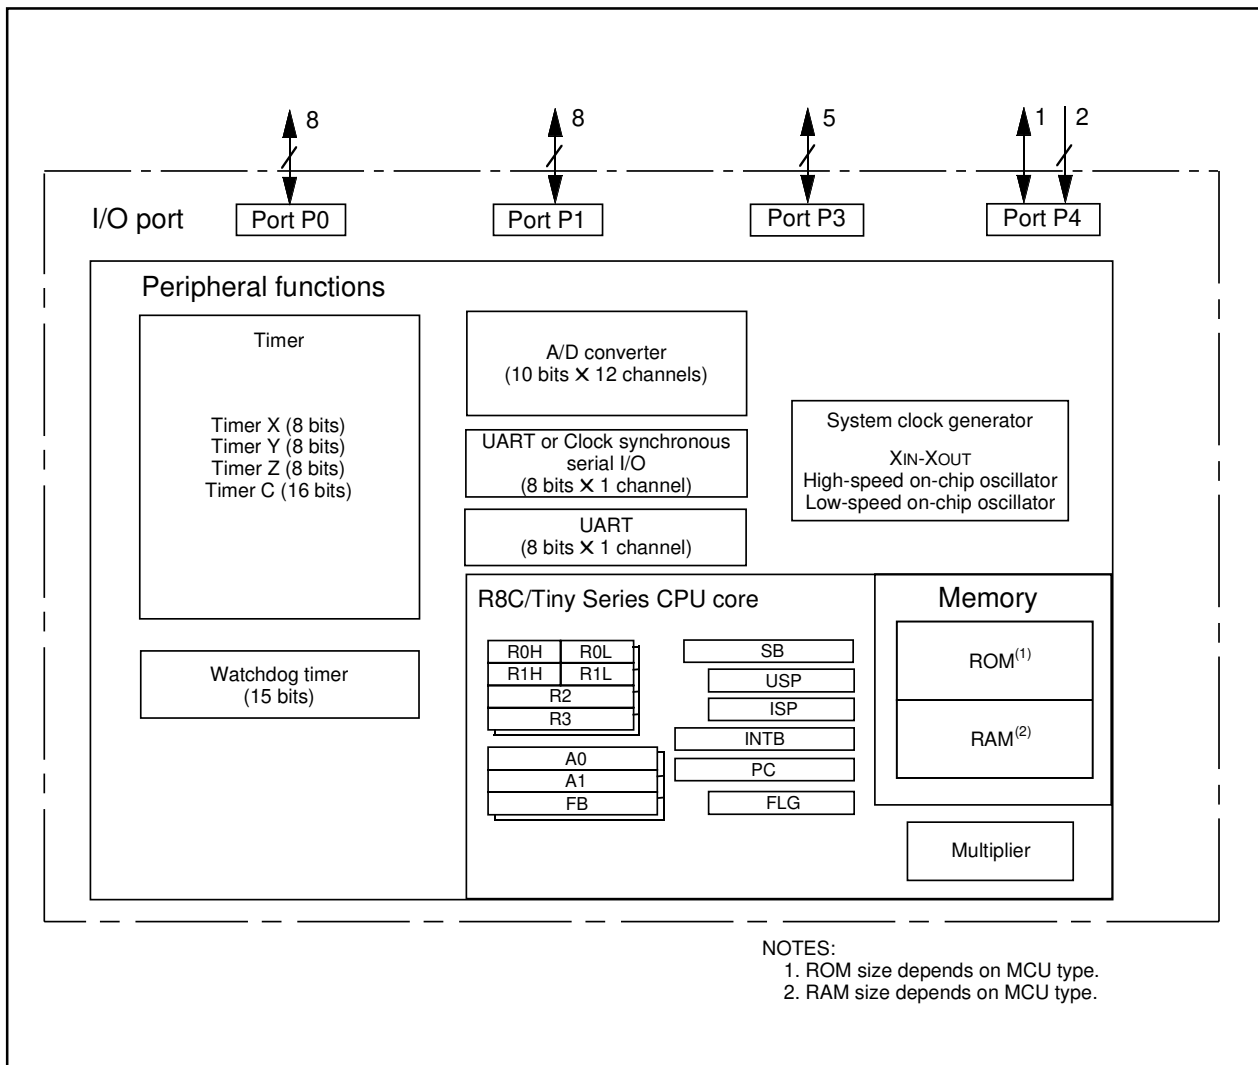 8
8
5
1
2
I/O port
Port P0
Port P1
Port P3
Port P4
Peripheral functions
Timer
Timer X (8 bits)
Timer Y (8 bits)
Timer Z (8 bits)
Timer C (16 bits)
Watchdog timer
(15 bits)
A/D converter
(10 bits × 12 channels)
UART or Clock synchronous
serial I/O
(8 bits × 1 channel)
UART
(8 bits × 1 channel)
System clock generator
XIN-XOUT
High-speed on-chip oscillator
Low-speed on-chip oscillator
R8C/Tiny Series CPU core
R0H
R0L
R1H
R1L
R2
R3
A0
A1
FB
SB
USP
ISP
INTB
PC
FLG
Memory
ROM(1)
RAM(2)
Multiplier
NOTES:
1. ROM size depends on MCU type.
2. RAM size depends on MCU type.